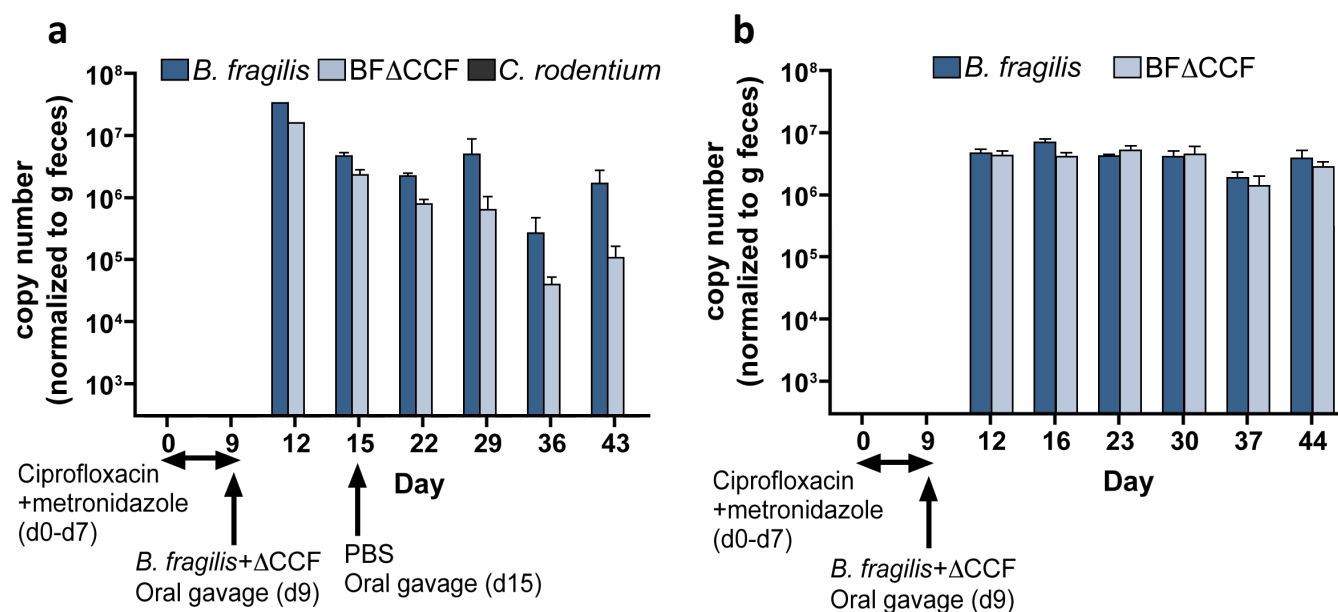 a
B. fragilis BFΔCCF C. rodentium
copy number
(normalized to g feces)
10⁸
10⁷
10⁶
10⁵
10⁴
10³
0 9 12 15 22 29 36 43
Day
Ciprofloxacin
+metronidazole
(d0-d7)
B. fragilis+ΔCCF
Oral gavage (d9)
PBS
Oral gavage (d15)
b
B. fragilis BFΔCCF
copy number
(normalized to g feces)
10⁸
10⁷
10⁶
10⁵
10⁴
10³
0 9 12 16 23 30 37 44
Day
Ciprofloxacin
+metronidazole
(d0-d7)
B. fragilis+ΔCCF
Oral gavage (d9)